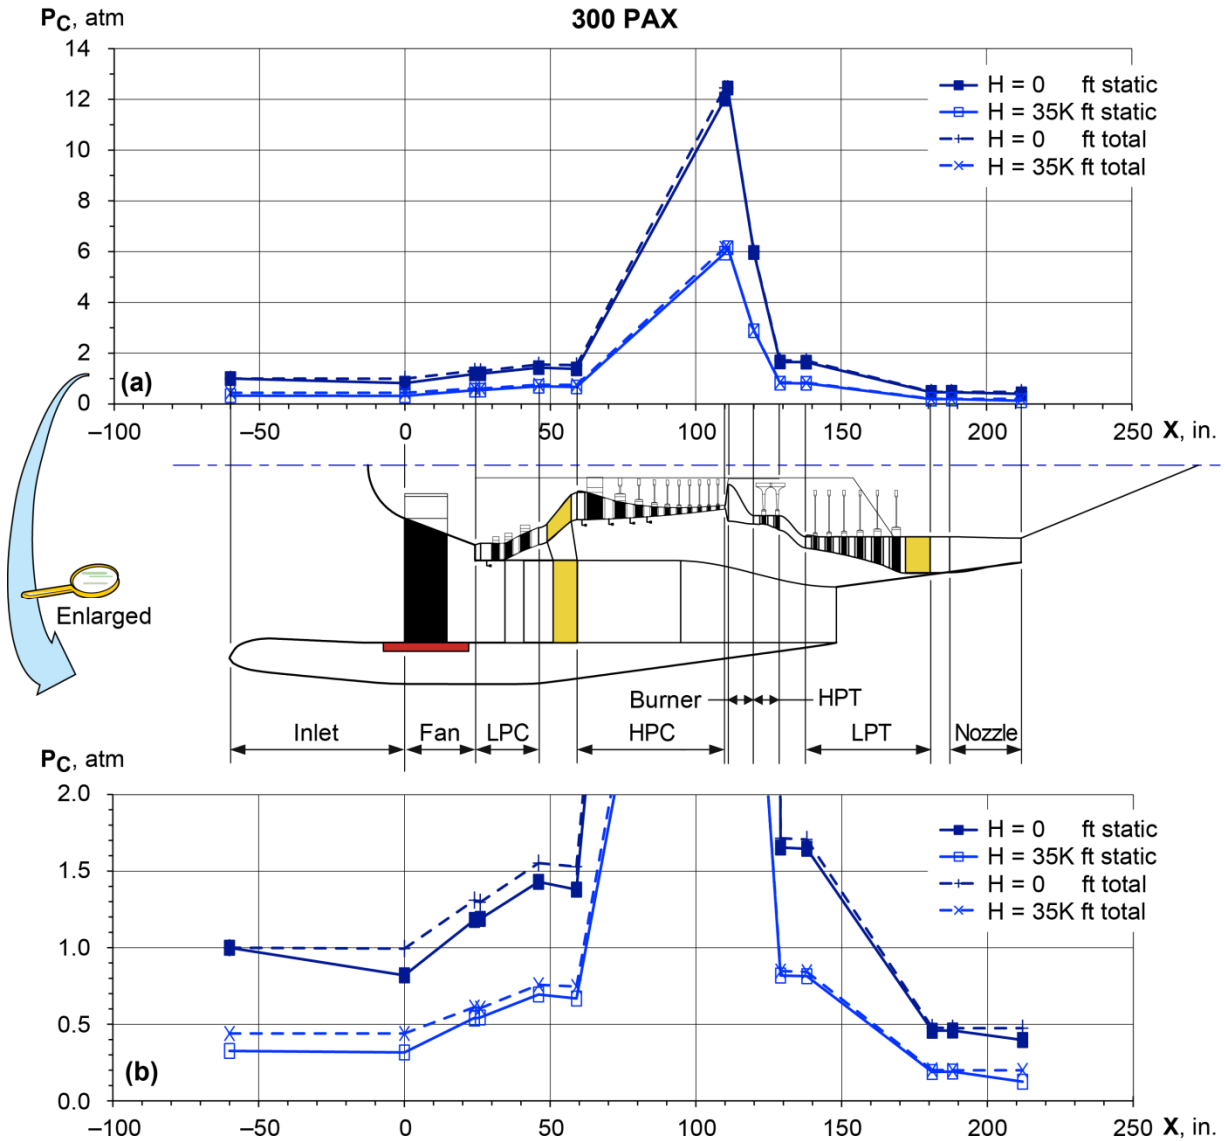 P_C, atm
300 PAX
14
12
10
8
6
4
2
0
H = 0 ft static
H = 35K ft static
H = 0 ft total
H = 35K ft total
(a)
–100 –50 0 50 100 150 200 250 X, in.
Enlarged
Burner HPT
Inlet Fan LPC HPC LPT Nozzle
P_C, atm
2.0
1.5
1.0
0.5
0.0
H = 0 ft static
H = 35K ft static
H = 0 ft total
H = 35K ft total
(b)
–100 –50 0 50 100 150 200 250 X, in.